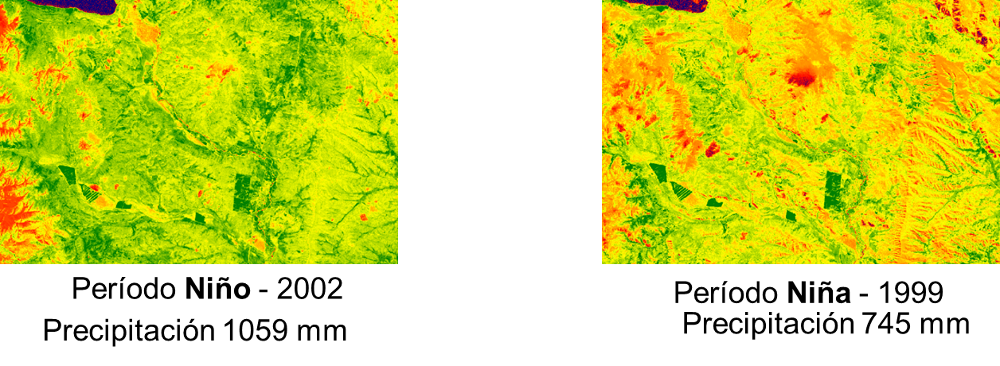 Período Niño - 2002
Precipitación 1059 mm
Período Niña - 1999
Precipitación 745 mm